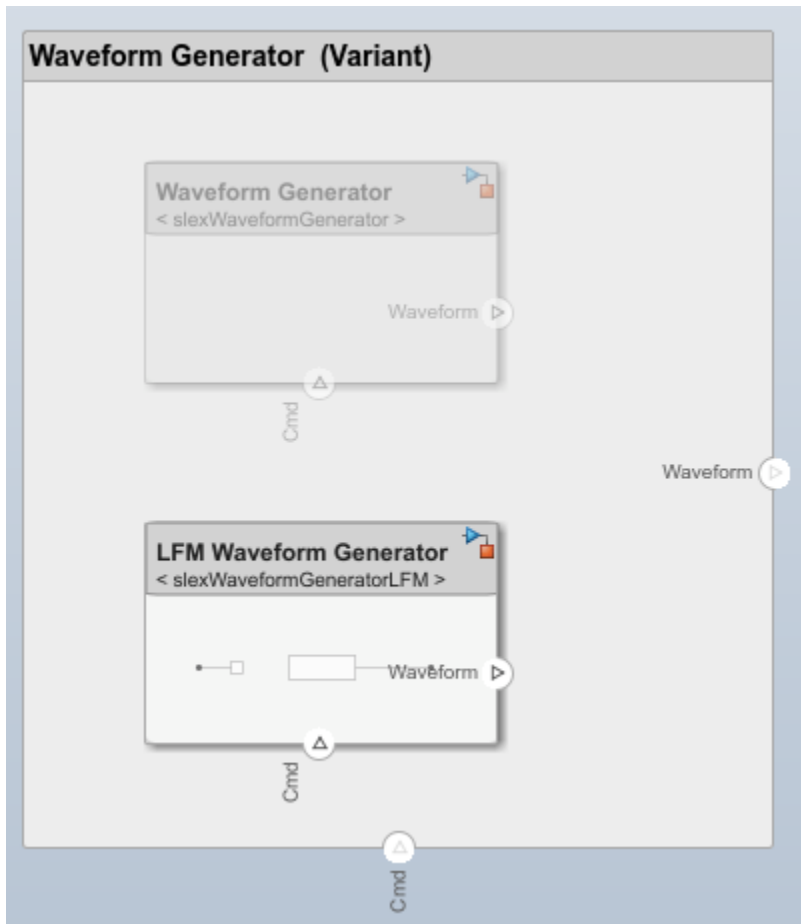 Waveform Generator  (Variant)
Waveform Generator
< slexWaveformGenerator >
Waveform
Cmd
Waveform
LFM Waveform Generator
< slexWaveformGeneratorLFM >
Waveform
Cmd
Cmd